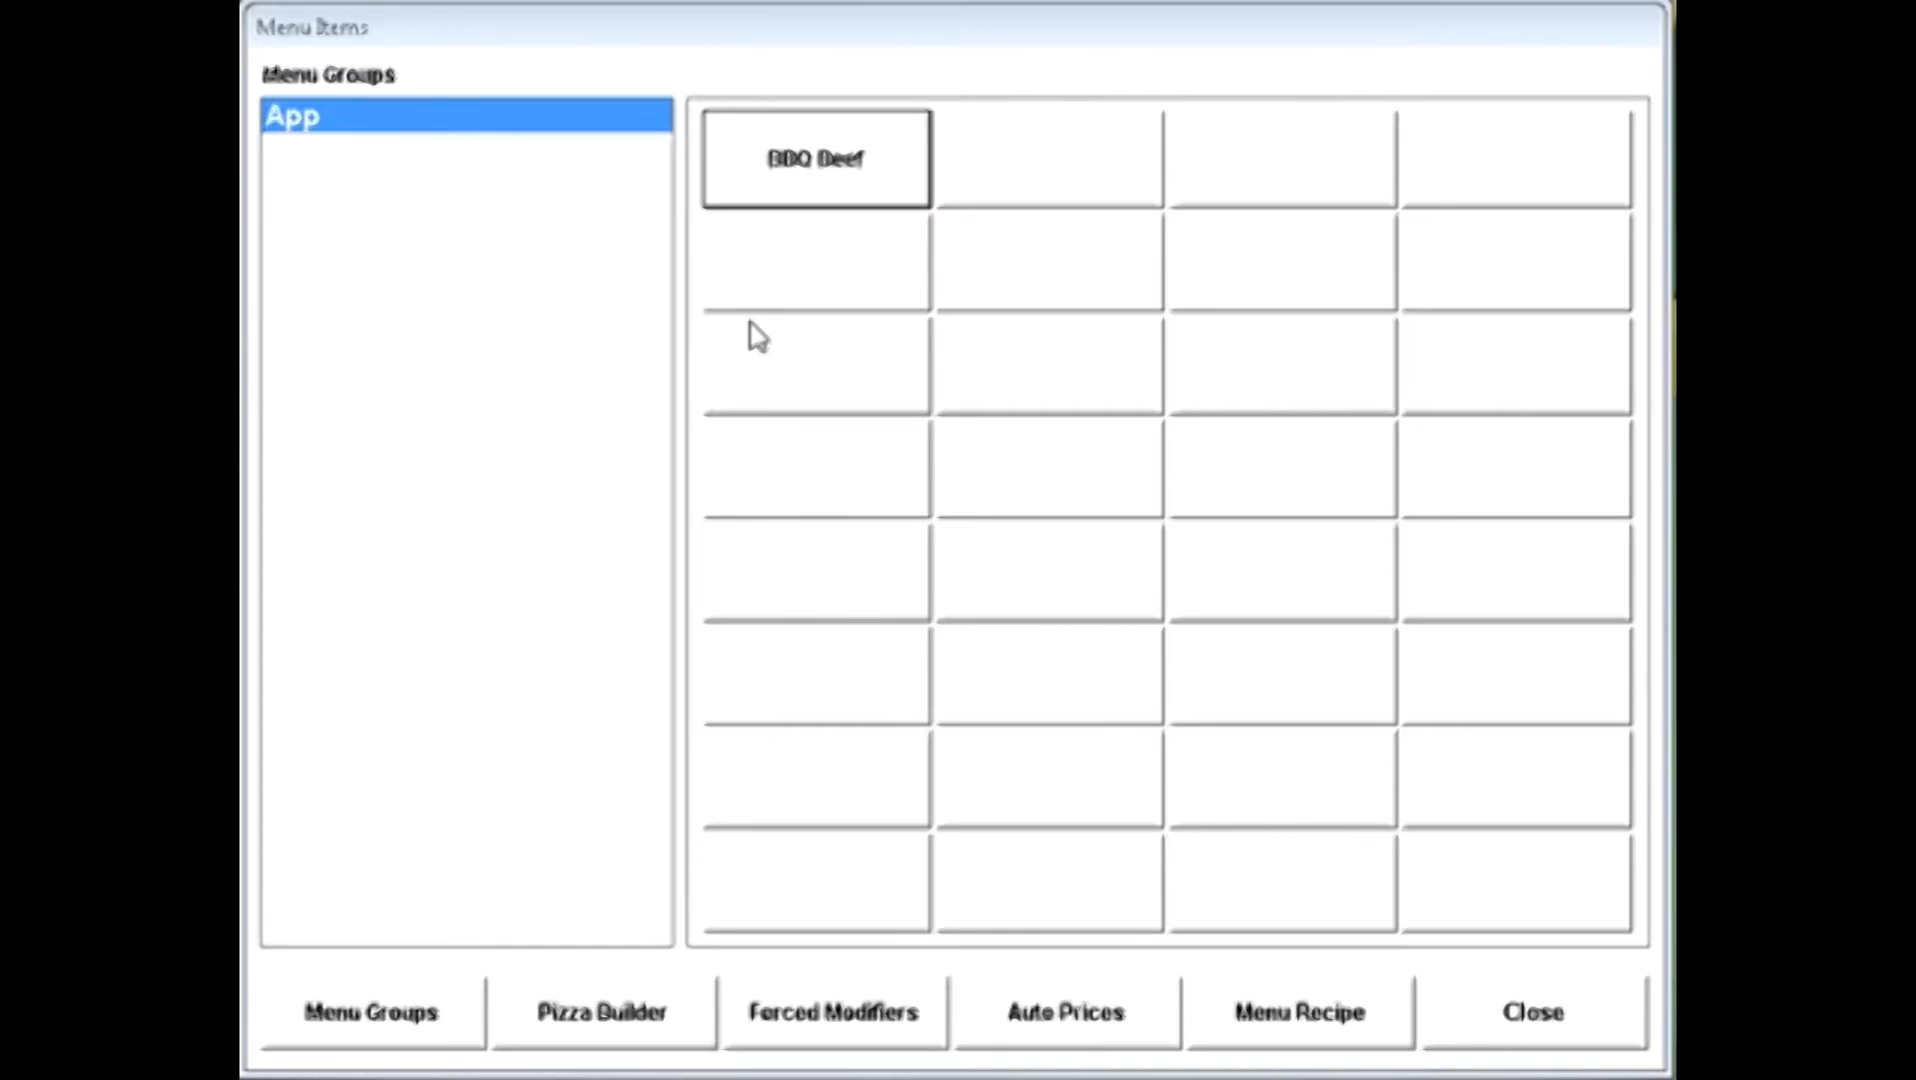 Menu Items
Menu Groups
App
BBQ Beef
Menu Groups
Pizza Builder
Forced Modifiers
Auto Prices
Menu Recipe
Close